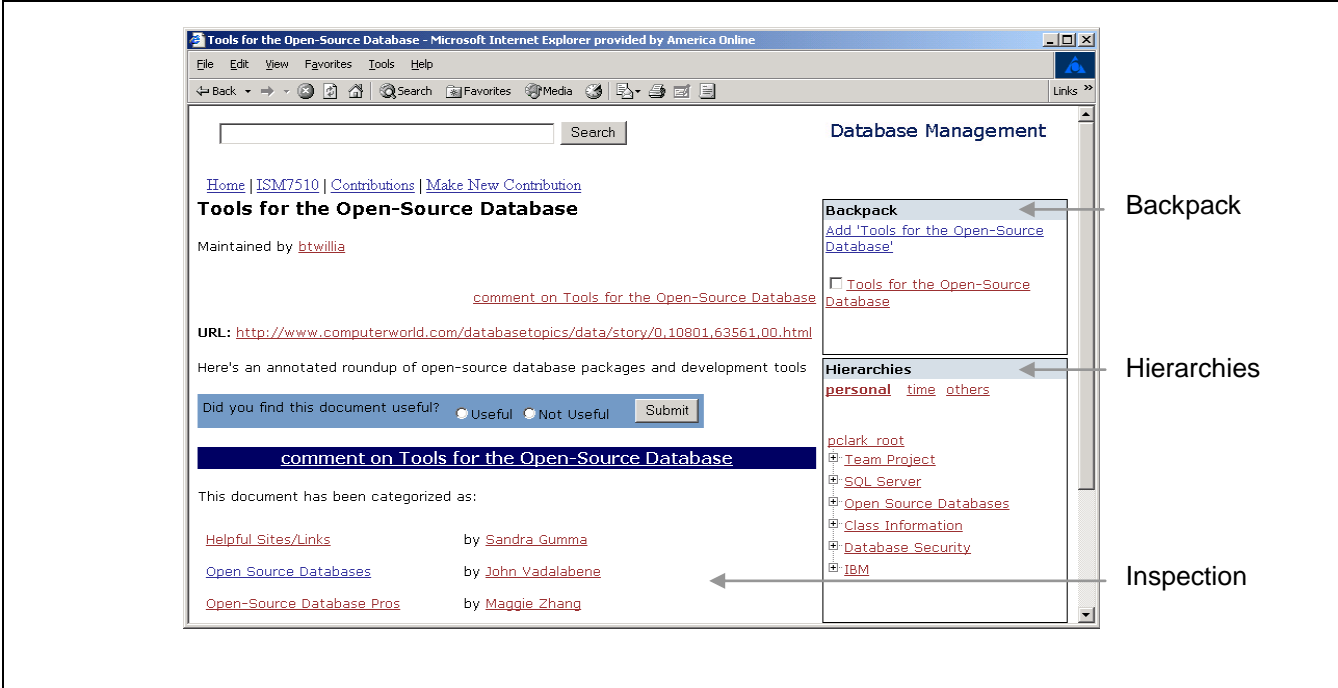 Tools for the Open-Source Database - Microsoft Internet Explorer provided by America Online
File Edit View Favorites Tools Help
Back Search Favorites Media Links »
Search
Database Management
Home | ISM7510 | Contributions | Make New Contribution
Tools for the Open-Source Database
Maintained by btwillia
comment on Tools for the Open-Source Database
URL: http://www.computerworld.com/databasetopics/data/story/0,10801,63561,00.html
Here's an annotated roundup of open-source database packages and development tools
Did you find this document useful? Useful Not Useful Submit
comment on Tools for the Open-Source Database
This document has been categorized as:
Helpful Sites/Links by Sandra Gumma
Open Source Databases by John Vadalabene
Open-Source Database Pros by Maggie Zhang
Backpack
Add 'Tools for the Open-Source
Database'
Tools for the Open-Source
Database
Hierarchies
personal time others
pclark_root
Team Project
SQL Server
Open Source Databases
Class Information
Database Security
IBM
Backpack
Hierarchies
Inspection